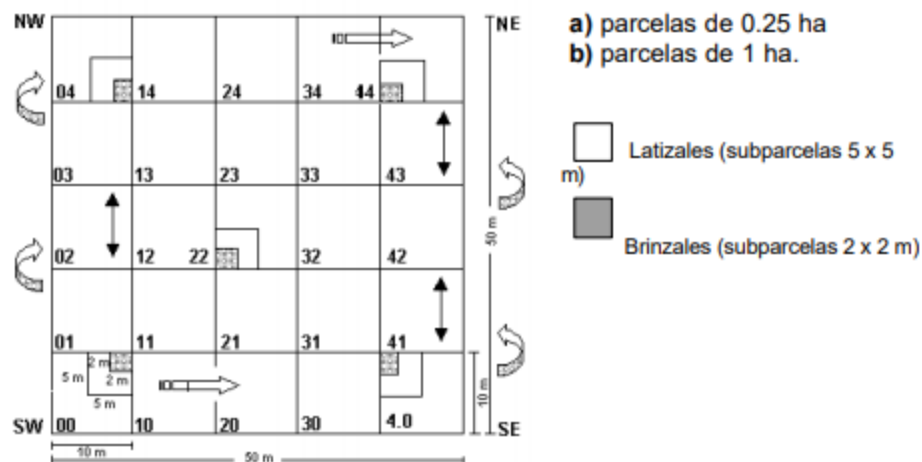 NW
NE
04
14
24
34
44
03
13
23
33
43
02
12
22
32
42
01
11
21
31
41
2 m
5 m
2 m
5 m
00
10
20
30
4.0
10 m
50 m
SW
SE
10 m
50 m
a) parcelas de 0.25 ha
b) parcelas de 1 ha.
Latizales (subparcelas 5 x 5
m)
Brinzales (subparcelas 2 x 2 m)